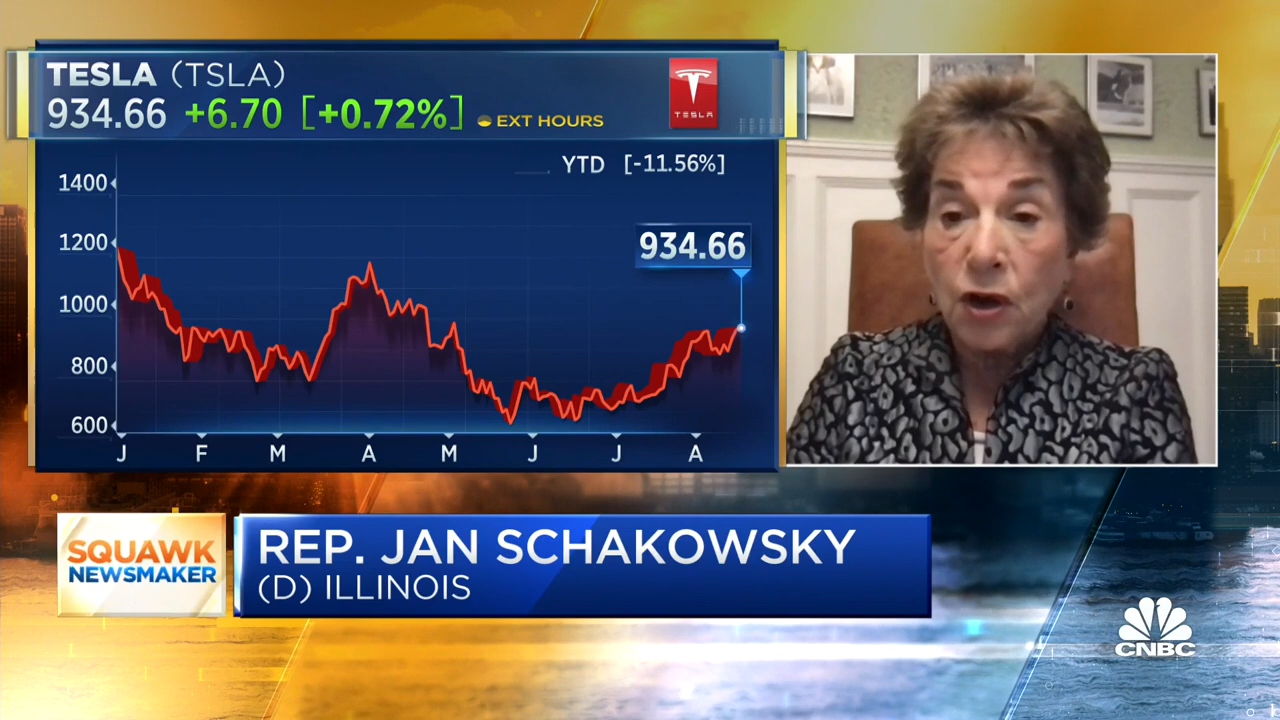 TESLA (TSLA)
934.66 +6.70 [+0.72%] EXT HOURS
TESLA
YTD [-11.56%]
1400
1200
1000
800
600
934.66
J F M A M J J A
SQUAWK
NEWSMAKER
REP. JAN SCHAKOWSKY
(D) ILLINOIS
CNBC